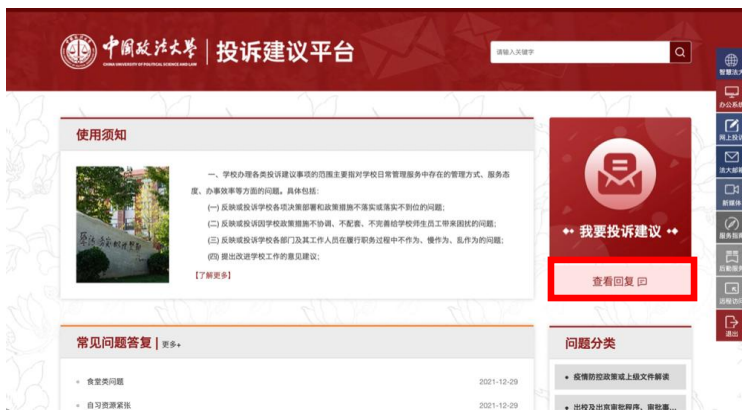 中国政法大学
CHINA UNIVERSITY OF POLITICAL SCIENCE AND LAW
投诉建议平台
请输入关键字
智慧法大
办公系统
网上投诉
法大邮箱
新媒体
服务指南
后勤服务
远程访问
退出
使用须知
一、学校办理各类投诉建议事项的范围主要指对学校日常管理服务中存在的管理方式、服务态
度、办事效率等方面的问题。具体包括：
(一) 反映或投诉学校各项决策部署和政策措施不落实或落实不到位的问题；
(二) 反映或投诉因学校政策措施不协调、不配套、不完善给学校师生员工带来困扰的问题；
(三) 反映或投诉学校各部门及其工作人员在履行职务过程中不作为、慢作为、乱作为的问题；
(四) 提出改进学校工作的意见建议；
【了解更多】
我要投诉建议
查看回复
常见问题答复 | 更多+
食堂类问题 2021-12-29
自习资源紧张 2021-12-29
问题分类
疫情防控政策或上级文件解读
出校及出京审批程序、审批事...